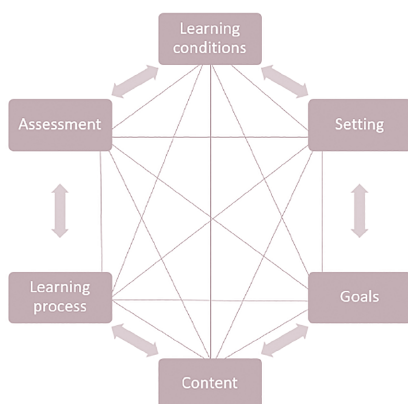 Learning
conditions
Assessment
Setting
Learning
process
Goals
Content